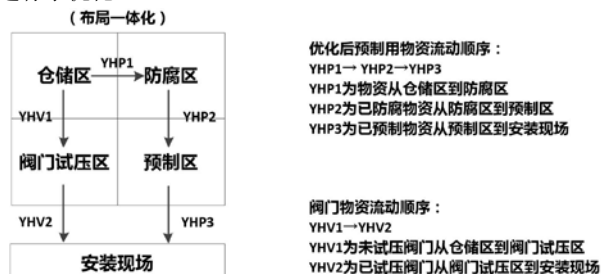 （布局一体化）
仓储区
YHP1
防腐区
YHV1
YHP2
阀门试压区
预制区
YHV2
YHP3
安装现场
优化后预制用物资流动顺序：
YHP1→ YHP2→YHP3
YHP1为物资从仓储区到防腐区
YHP2为已防腐物资从防腐区到预制区
YHP3为已预制物资从预制区到安装现场
阀门物资流动顺序：
YHV1→YHV2
YHV1为未试压阀门从仓储区到阀门试压区
YHV2为已试压阀门从阀门试压区到安装现场